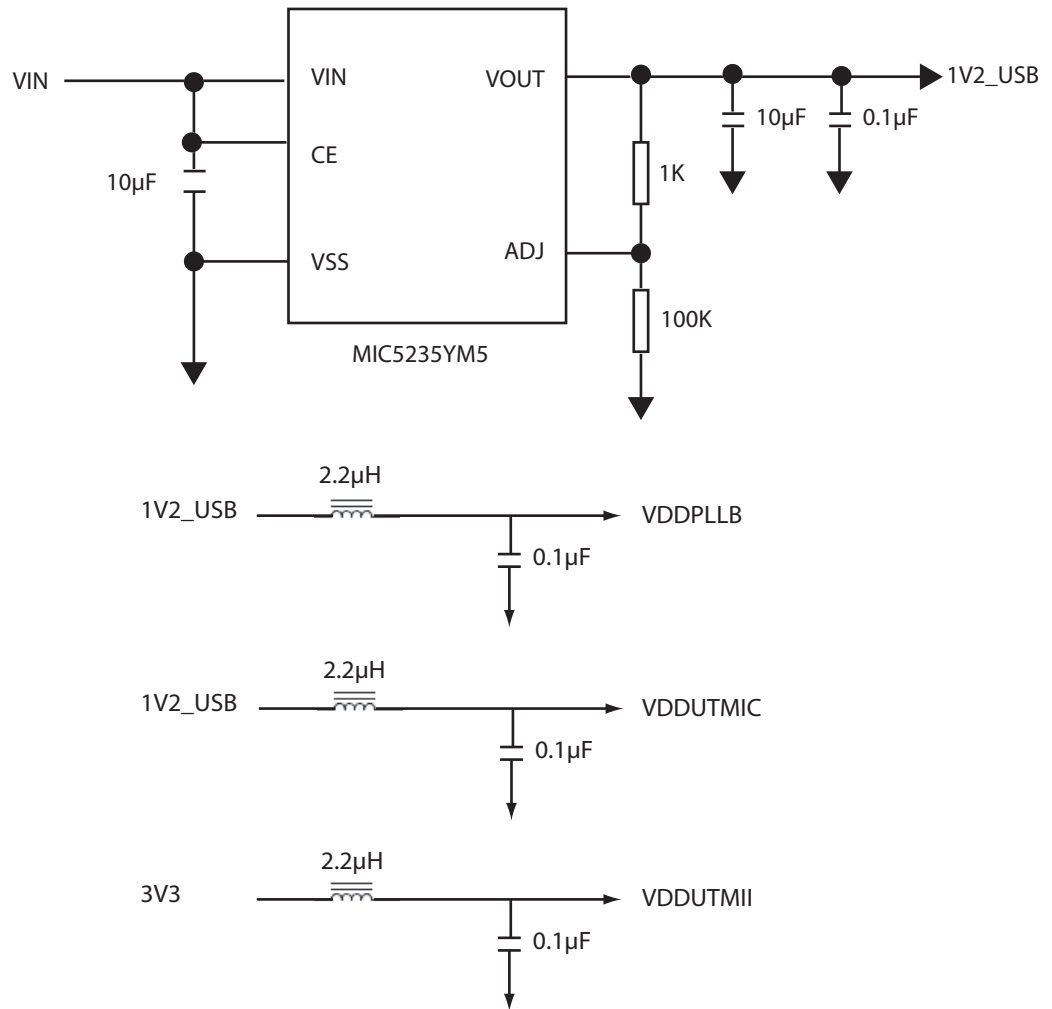 VIN
VIN
VOUT
1V2_USB
10µF
0.1µF
CE
10µF
1K
ADJ
VSS
100K
MIC5235YM5
2.2µH
1V2_USB
VDDPLLB
0.1µF
2.2µH
1V2_USB
VDDUTMIC
0.1µF
2.2µH
3V3
VDDUTMII
0.1µF